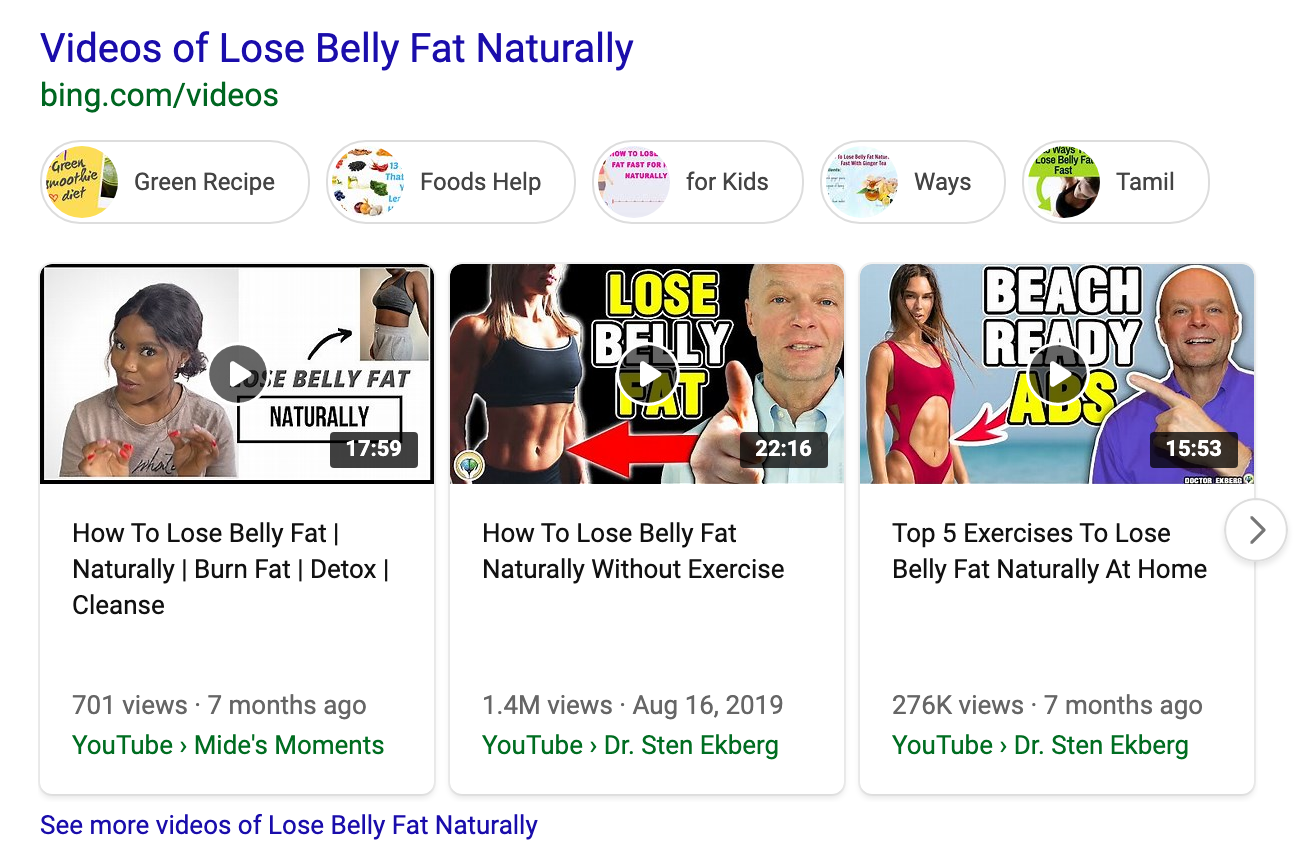 Videos of Lose Belly Fat Naturally
bing.com/videos
Green
smoothie
diet
Green Recipe
13
That
Foods Help
HOW TO LOSE
FAT FAST FOR
NATURALLY
for Kids
To Lose Belly Fat Natur
Fast With Ginger Tea
Ways
Ways
Lose Belly Fat
Fast
Tamil
LOSE BELLY FAT
NATURALLY
17:59
LOSE
BELLY
FAT
22:16
BEACH
READY
ABS
15:53
DOCTOR EKBERG
How To Lose Belly Fat |
Naturally | Burn Fat | Detox |
Cleanse
701 views · 7 months ago
YouTube › Mide's Moments
How To Lose Belly Fat
Naturally Without Exercise
1.4M views · Aug 16, 2019
YouTube › Dr. Sten Ekberg
Top 5 Exercises To Lose
Belly Fat Naturally At Home
276K views · 7 months ago
YouTube › Dr. Sten Ekberg
See more videos of Lose Belly Fat Naturally